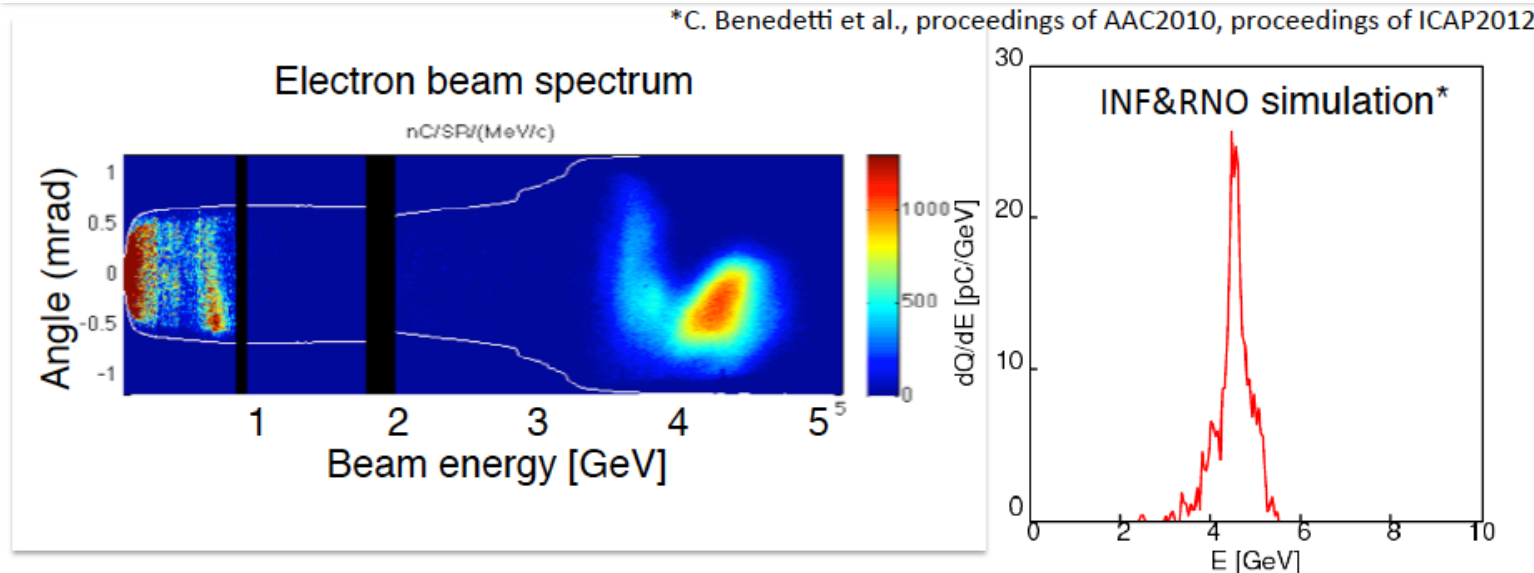 *C. Benedetti et al., proceedings of AAC2010, proceedings of ICAP2012
Electron beam spectrum
nC/SR/(MeV/c)
Angle (mrad)
1
0.5
0
-0.5
-1
1000
500
0
1 2 3 4 5 5
Beam energy [GeV]
INF&RNO simulation*
dQ/dE [pC/GeV]
30
20
10
0
0 2 4 6 8 10
E [GeV]